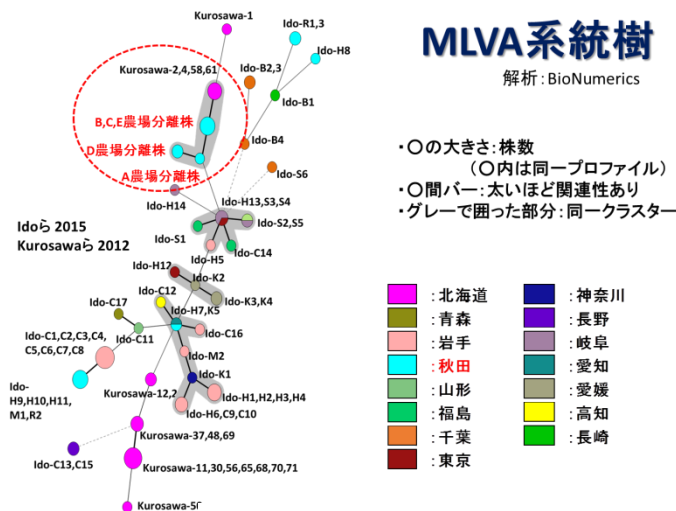 MLVA系統樹
解析:BioNumerics
・○の大きさ:株数
(○内は同一プロファイル)
・○間バー:太いほど関連性あり
・グレーで囲った部分:同一クラスター
Kurosawa-1
Ido-R1,3
Ido-H8
Kurosawa-2,4,58,61
Ido-B2,3
Ido-B1
B,C,E農場分離株
D農場分離株
A農場分離株
Ido-B4
Ido-S6
Ido-H14
Ido-H13,S3,S4
Ido-S2,S5
Idoら 2015
Kurosawaら 2012
Ido-S1
Ido-H5
Ido-C14
Ido-H12
Ido-K2
Ido-K3,K4
Ido-C12
Ido-H7,K5
Ido-C17
Ido-C11
Ido-C16
Ido-C1,C2,C3,C4,
C5,C6,C7,C8
Ido-M2
Ido-K1
Ido-
H9,H10,H11,
M1,R2
Kurosawa-12,2
Ido-H1,H2,H3,H4
Ido-H6,C9,C10
Kurosawa-37,48,69
Ido-C13,C15
Kurosawa-11,30,56,65,68,70,71
:北海道
:青森
:岩手
:秋田
:山形
:福島
:千葉
:東京
:神奈川
:長野
:岐阜
:愛知
:愛媛
:高知
:長崎